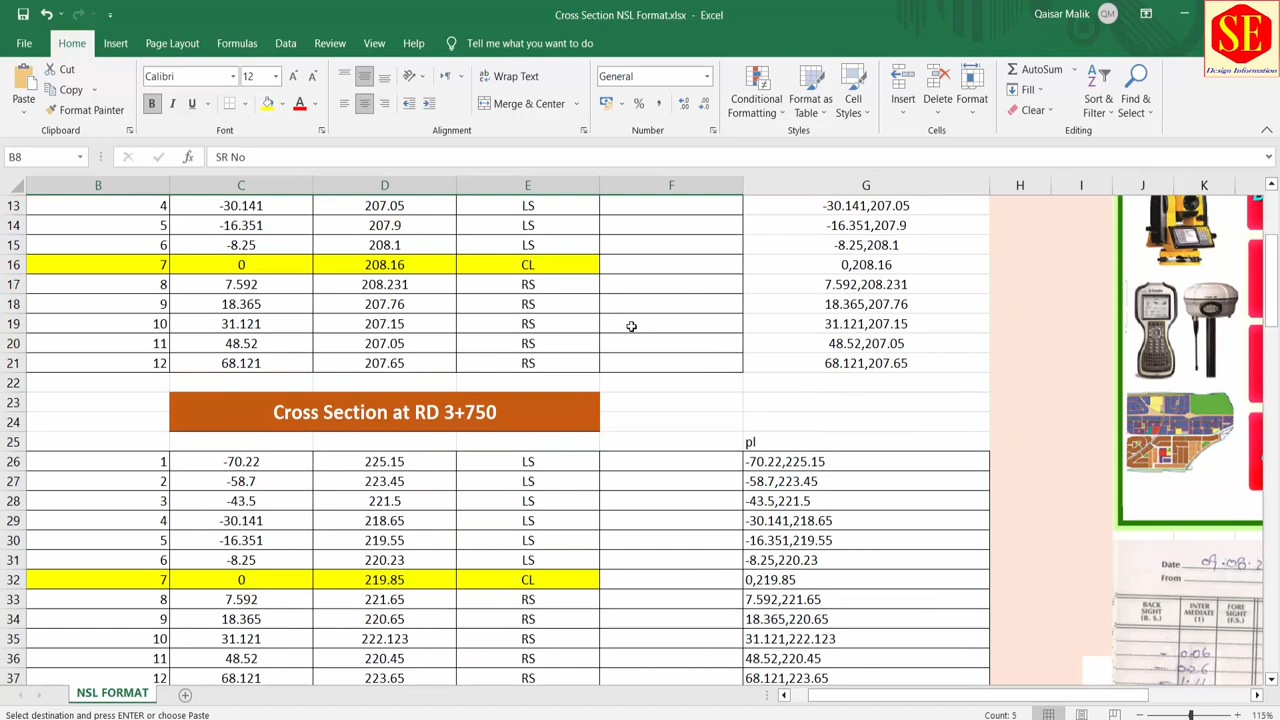 Cross Section NSL Format.xlsx - Excel
Qaisar Malik QM
SE
Design Information
File Home Insert Page Layout Formulas Data Review View Help Tell me what you want to do
Paste Cut Copy Format Painter Clipboard
Calibri 12 B I U A Font
Wrap Text Merge & Center Alignment
General % , Number
Conditional Formatting Format as Table Cell Styles Styles
Insert Delete Format Cells
AutoSum Fill Clear Sort & Filter Find & Select Editing
B8 fx SR No
B C D E F G H I J K L
13 4 -30.141 207.05 LS -30.141,207.05
14 5 -16.351 207.9 LS -16.351,207.9
15 6 -8.25 208.1 LS -8.25,208.1
16 7 0 208.16 CL 0,208.16
17 8 7.592 208.231 RS 7.592,208.231
18 9 18.365 207.76 RS 18.365,207.76
19 10 31.121 207.15 RS 31.121,207.15
20 11 48.52 207.05 RS 48.52,207.05
21 12 68.121 207.65 RS 68.121,207.65
22
23
Cross Section at RD 3+750
24
25 pl
26 1 -70.22 225.15 LS -70.22,225.15
27 2 -58.7 223.45 LS -58.7,223.45
28 3 -43.5 221.5 LS -43.5,221.5
29 4 -30.141 218.65 LS -30.141,218.65
30 5 -16.351 219.55 LS -16.351,219.55
31 6 -8.25 220.23 LS -8.25,220.23
32 7 0 219.85 CL 0,219.85
33 8 7.592 221.65 RS 7.592,221.65
34 9 18.365 220.65 RS 18.365,220.65
35 10 31.121 222.123 RS 31.121,222.123
36 11 48.52 220.45 RS 48.52,220.45
37 12 68.121 223.65 RS 68.121,223.65
Date
From
BACK SIGHT (B. S.) INTER MEDIATE (1) FORE SIGHT (F.S.)
0.06
0.26
NSL FORMAT
Select destination and press ENTER or choose Paste Count: 5 115%